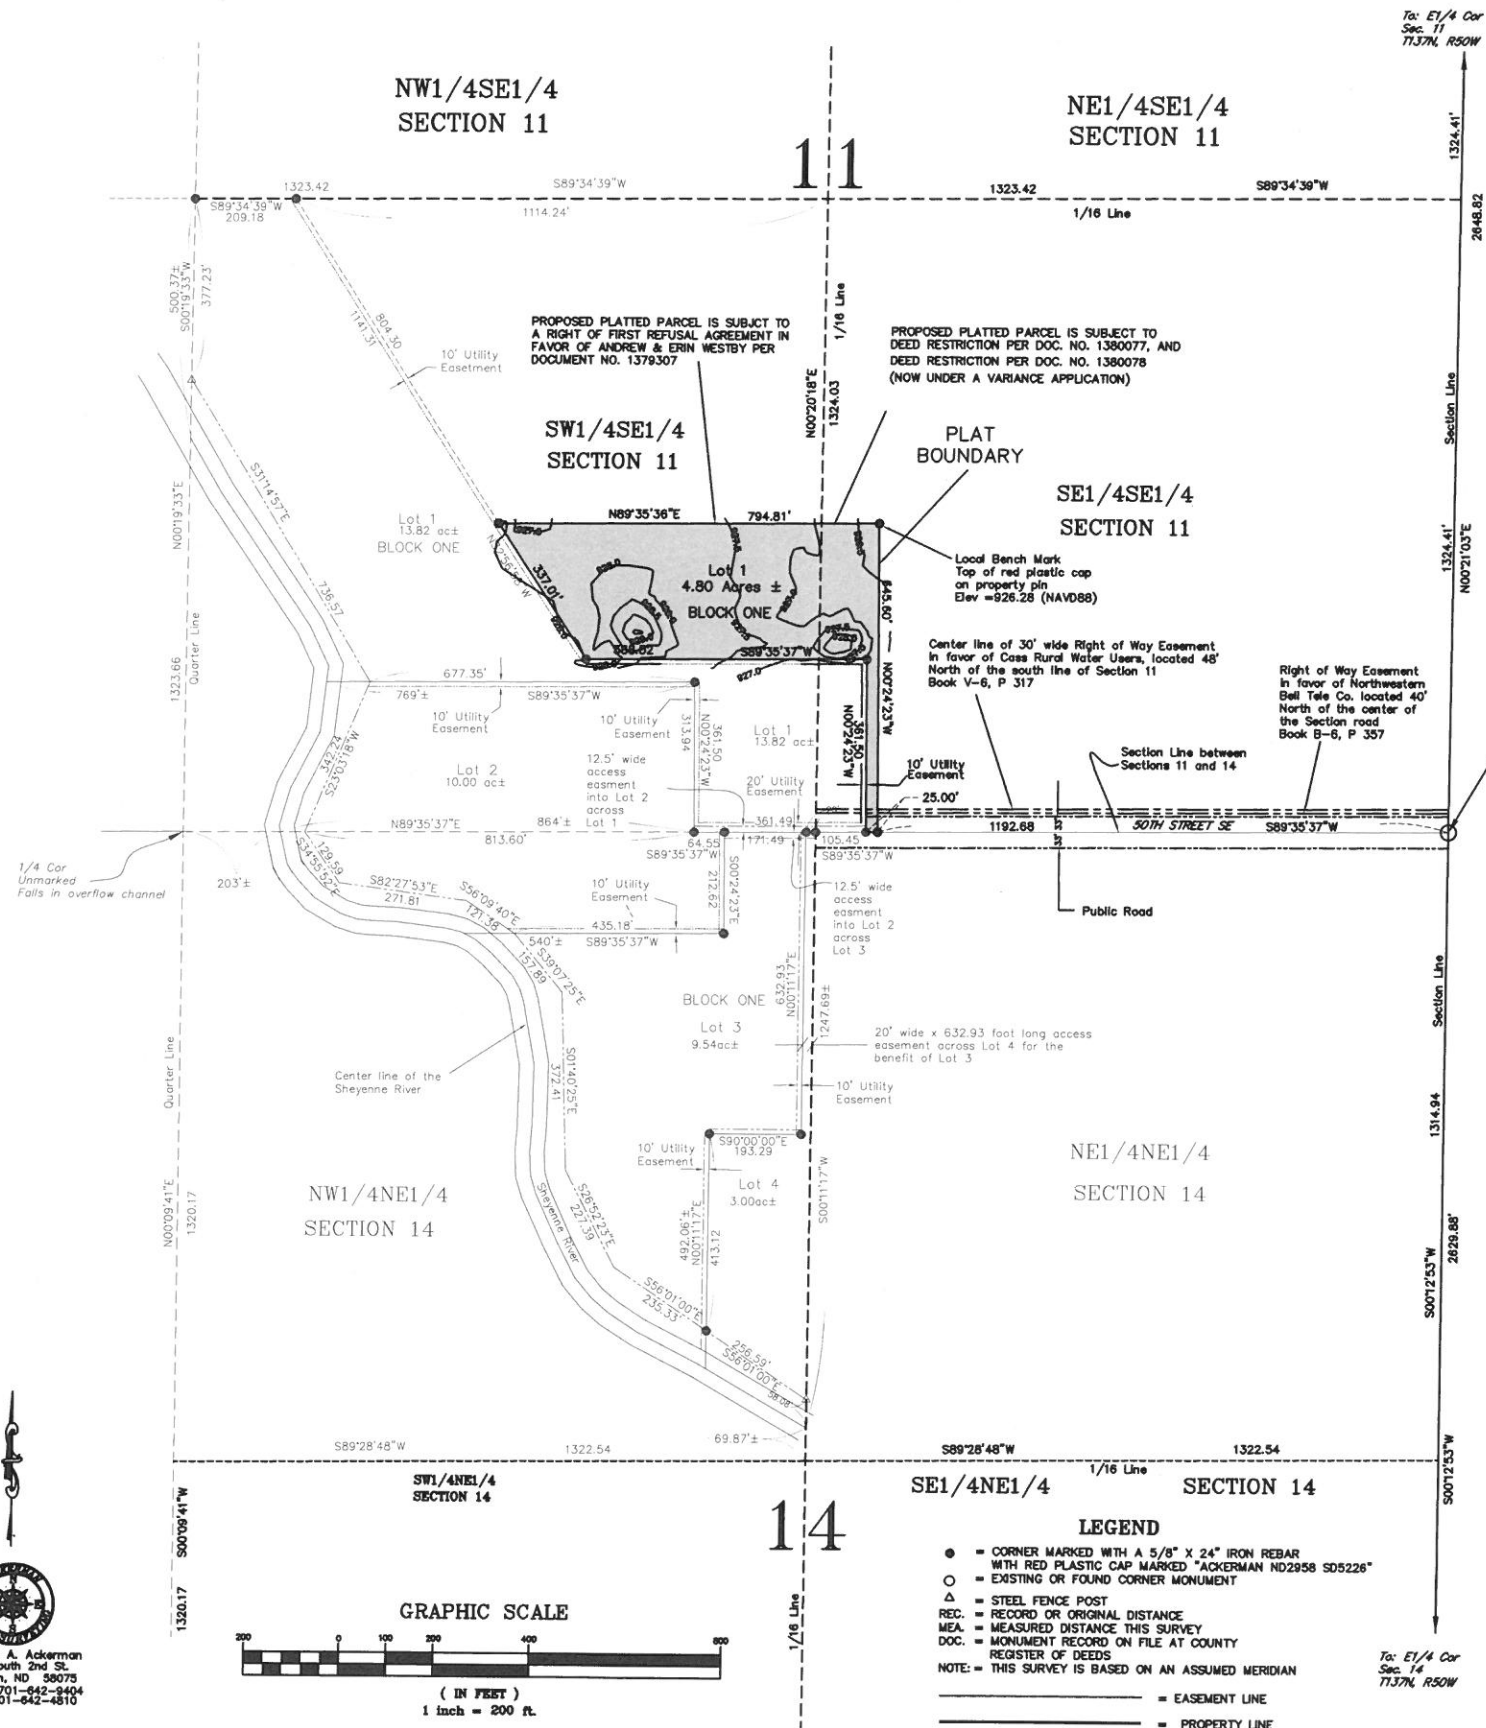 To: E1/4 Cor
Sec. 11
T137N, R50W
NW1/4SE1/4
SECTION 11
NE1/4SE1/4
SECTION 11
11
1324.41'
2648.82
1323.42
S89°34'39"W
1323.42
S89°34'39"W
S89°34'39"W
209.18
1114.24'
1/16 Line
500.37±
S00°19'33"W
377.23'
804.30
1141.31
10' Utility
Easetment
PROPOSED PLATTED PARCEL IS SUBJCT TO
A RIGHT OF FIRST REFUSAL AGREEMENT IN
FAVOR OF ANDREW & ERIN WESTBY PER
DOCUMENT NO. 1379307
1/16 Line
N00°20'18"E
1324.03
PROPOSED PLATTED PARCEL IS SUBJECT TO
DEED RESTRICTION PER DOC. NO. 1380077, AND
DEED RESTRICTION PER DOC. NO. 1380078
(NOW UNDER A VARIANCE APPLICATION)
Section Line
SW1/4SE1/4
SECTION 11
PLAT
BOUNDARY
SE1/4SE1/4
SECTION 11
S31°14'57"E
N00°19'33"E
Lot 1
13.82 ac±
BLOCK ONE
N89°35'36"E
794.81'
1324.41'
N00°21'03"E
Local Bench Mark
Top of red plastic cap
on property pin
Elev =926.28 (NAVD88)
337.01'
Lot 1
4.80 Acres ±
BLOCK ONE
645.60'
N00°24'23"W
736.57
S89°35'37"W
927.0
Quarter Line
1323.66
677.35'
769'±
S89°35'37"W
10' Utility
Easement
10' Utility
Easement
313.94
361.50
N00°24'23"W
Lot 1
13.82 ac±
361.50
N00°24'23"W
Center line of 30' wide Right of Way Easement
in favor of Cass Rural Water Users, located 48'
North of the south line of Section 11
Book V-6, P 317
Right of Way Easement
in favor of Northwestern
Bell Tele Co. located 40'
North of the center of
the Section road
Book B-6, P 357
342.24
S23°03'18"W
Lot 2
10.00 ac±
12.5' wide
access
easment
into Lot 2
across
Lot 1
20' Utility
Easement
10' Utility
Easement
25.00'
Section Line between
Sections 11 and 14
N89°35'37"E
864'±
813.60'
361.49
64.55
171.49
105.45
S89°35'37"W
S89°35'37"W
1192.68
50TH STREET SE
S89°35'37"W
33'
33'
1/4 Cor
Unmarked
Falls in overflow channel
203'±
129.59
S34°55'52"E
S82°27'53"E
271.81
S56°09'40"E
121.38
10' Utility
Easement
212.62
S00°24'23"E
435.18'
540'±
S89°35'37"W
12.5' wide
access
easment
into Lot 2
across
Lot 3
Public Road
S39°07'25"E
157.89
BLOCK ONE
Lot 3
9.54ac±
632.93
N00°11'17"E
1247.69±
20' wide x 632.93 foot long access
easement across Lot 4 for the
benefit of Lot 3
Section Line
Center line of the
Sheyenne River
S01°40'25"E
372.41
10' Utility
Easement
Quarter Line
1314.94
10' Utility
Easement
S90°00'00"E
193.29
Lot 4
3.00ac±
S00°11'17"W
NE1/4NE1/4
SECTION 14
NW1/4NE1/4
SECTION 14
N00°09'41"E
1320.17
Sheyenne River
S26°52'23"E
227.39
492.06'±
N00°11'17"E
413.12
S00°12'53"W
2629.88'
S56°01'00"E
235.33'
256.59'
S56°01'00"E
58.08'
69.87'±
S89°28'48"W
1322.54
S89°28'48"W
1322.54
1/16 Line
SW1/4NE1/4
SECTION 14
SE1/4NE1/4
SECTION 14
S00°12'53"W
14
S00°09'41"W
1320.17
1/16 Line
LEGEND
= CORNER MARKED WITH A 5/8" X 24" IRON REBAR
WITH RED PLASTIC CAP MARKED "ACKERMAN ND2958 SD5226"
= EXISTING OR FOUND CORNER MONUMENT
= STEEL FENCE POST
REC. = RECORD OR ORIGINAL DISTANCE
MEA. = MEASURED DISTANCE THIS SURVEY
DOC. = MONUMENT RECORD ON FILE AT COUNTY
REGISTER OF DEEDS
NOTE: = THIS SURVEY IS BASED ON AN ASSUMED MERIDIAN
= EASEMENT LINE
= PROPERTY LINE
To: E1/4 Cor
Sec. 14
T137N, R50W
GRAPHIC SCALE
200 0 100 200 400 800
( IN FEET )
1 inch = 200 ft.
A. Ackerman
outh 2nd St.
n, ND 58075
701-642-9404
01-642-4810